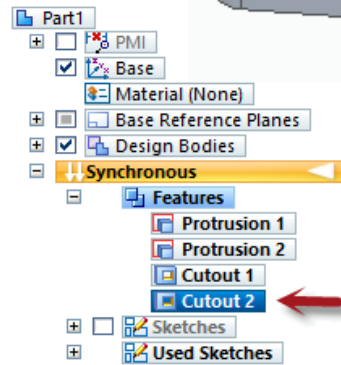 Part1
PMI
Base
Material (None)
Base Reference Planes
Design Bodies
Synchronous
Features
Protrusion 1
Protrusion 2
Cutout 1
Cutout 2
Sketches
Used Sketches